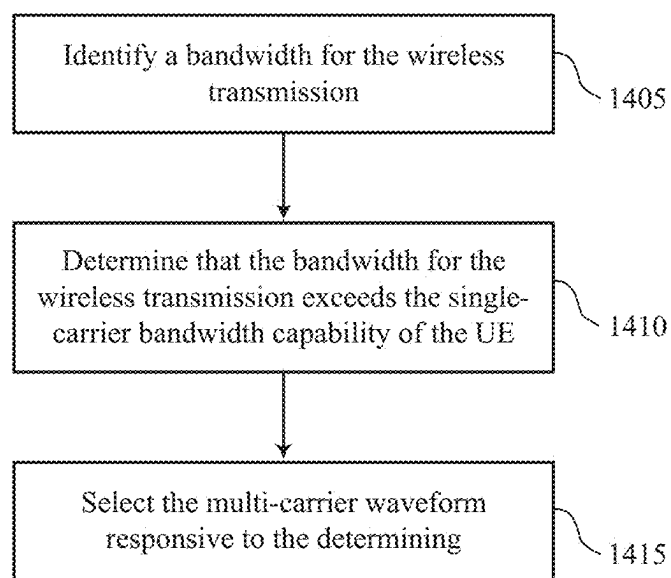 Identify a bandwidth for the wireless
transmission
1405
Determine that the bandwidth for the
wireless transmission exceeds the single-
carrier bandwidth capability of the UE
1410
Select the multi-carrier waveform
responsive to the determining
1415